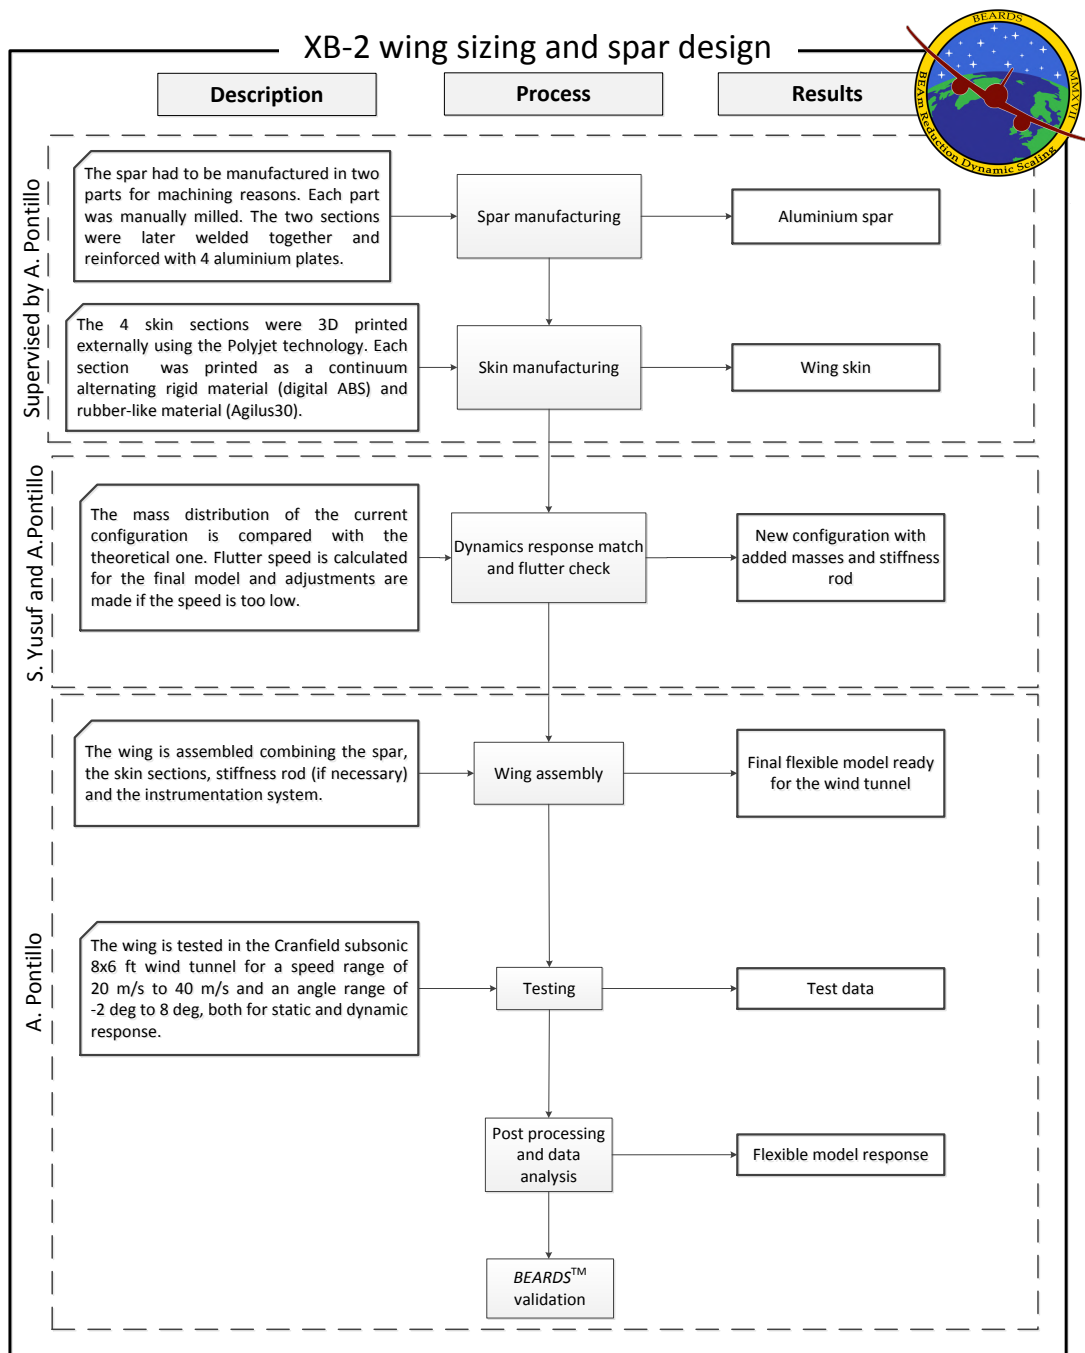 XB-2 wing sizing and spar design
BEARDS
MMXVII
BEAm Reduction Dynamic Scaling
Description
Process
Results
Supervised by A. Pontillo
The spar had to be manufactured in two
parts for machining reasons. Each part
was manually milled. The two sections
were later welded together and
reinforced with 4 aluminium plates.
Spar manufacturing
Aluminium spar
The 4 skin sections were 3D printed
externally using the Polyjet technology. Each
section was printed as a continuum
alternating rigid material (digital ABS) and
rubber-like material (Agilus30).
Skin manufacturing
Wing skin
S. Yusuf and A.Pontillo
The mass distribution of the current
configuration is compared with the
theoretical one. Flutter speed is calculated
for the final model and adjustments are
made if the speed is too low.
Dynamics response match
and flutter check
New configuration with
added masses and stiffness
rod
A. Pontillo
The wing is assembled combining the spar,
the skin sections, stiffness rod (if necessary)
and the instrumentation system.
Wing assembly
Final flexible model ready
for the wind tunnel
The wing is tested in the Cranfield subsonic
8x6 ft wind tunnel for a speed range of
20 m/s to 40 m/s and an angle range of
-2 deg to 8 deg, both for static and dynamic
response.
Testing
Test data
Post processing
and data
analysis
Flexible model response
BEARDS™
validation